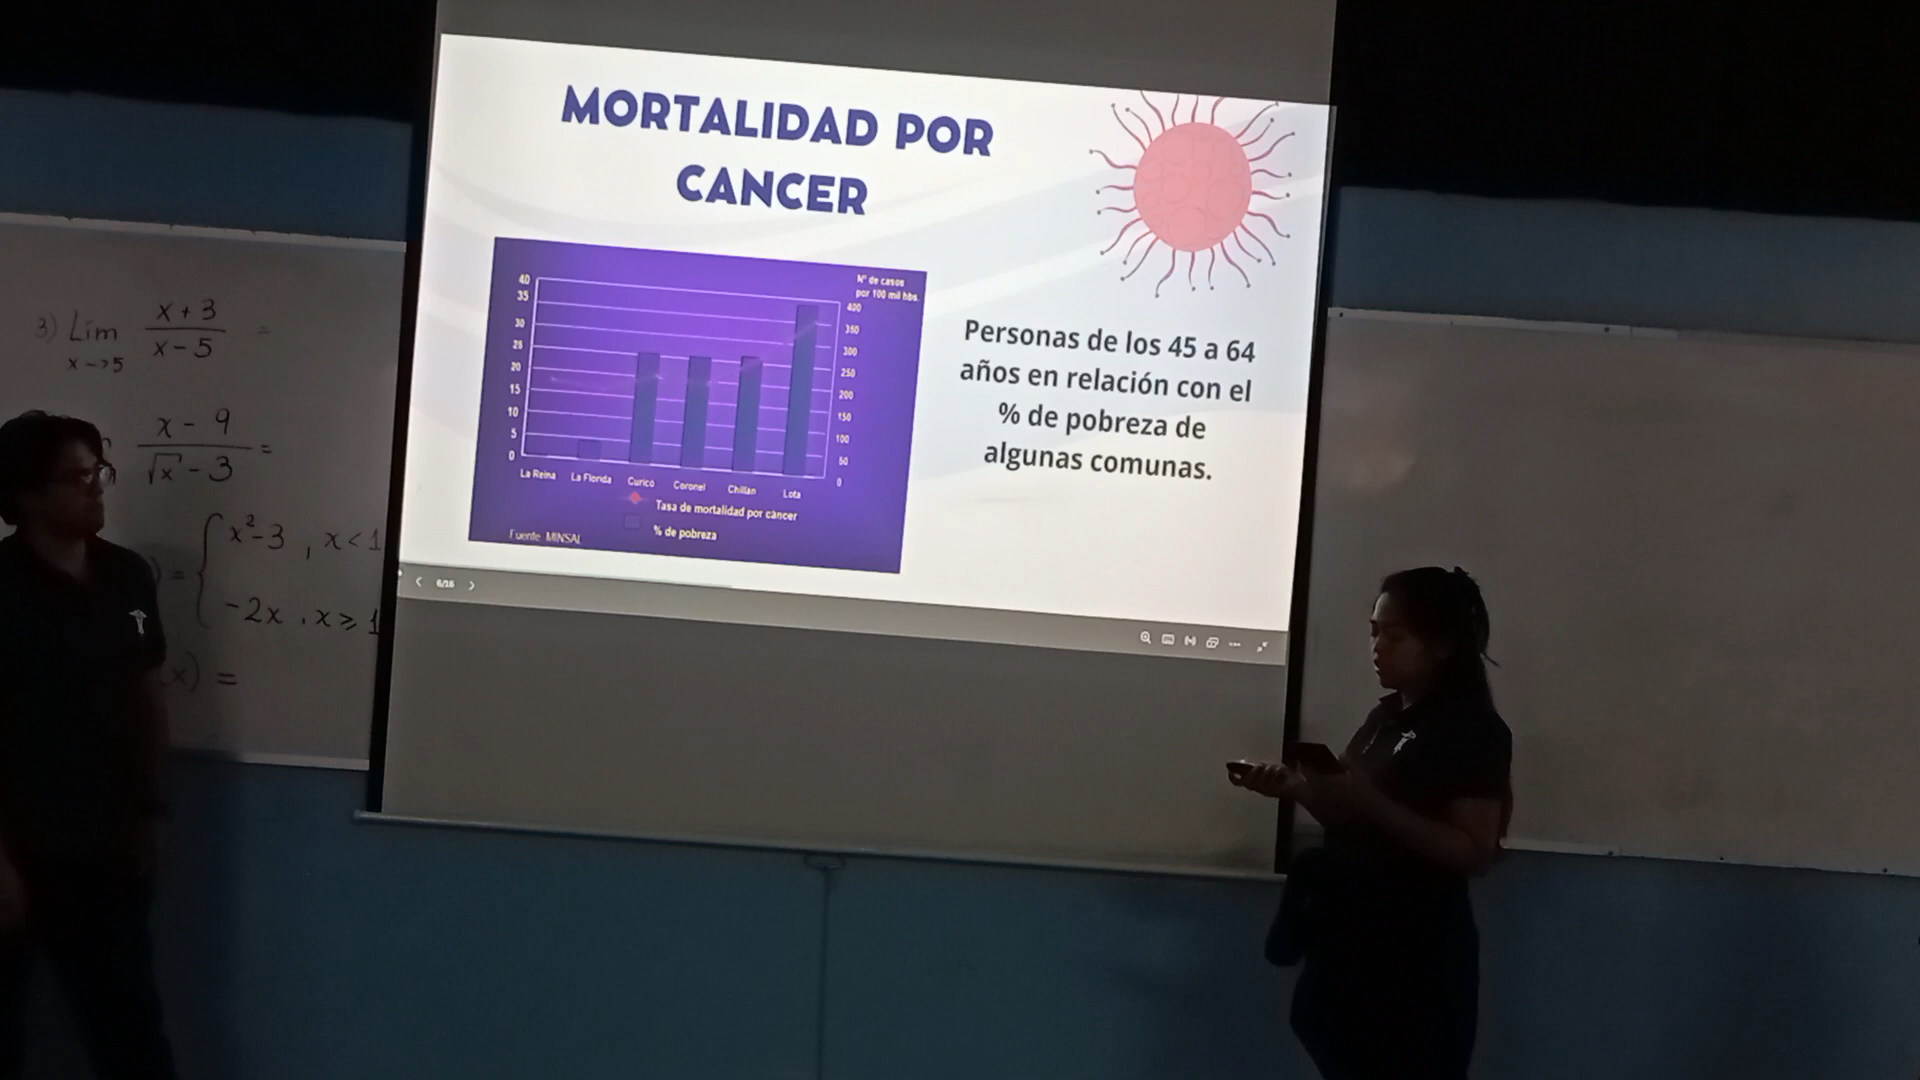 MORTALIDAD POR
CANCER
Nº de casos
por 100 mil hbs.
40
35
30
25
20
15
10
5
0
400
350
300
250
200
150
100
50
0
La Reina
La Florida
Curicó
Coronel
Chillan
Lota
Tasa de mortalidad por cáncer
% de pobreza
Fuente MINSAL
Personas de los 45 a 64
años en relación con el
% de pobreza de
algunas comunas.
6/16
3) Lim x + 3 =
x->5 x - 5
x - 9 =
√x - 3
= { x²-3 , x < 1
-2x , x ⩾ 1
(x) =